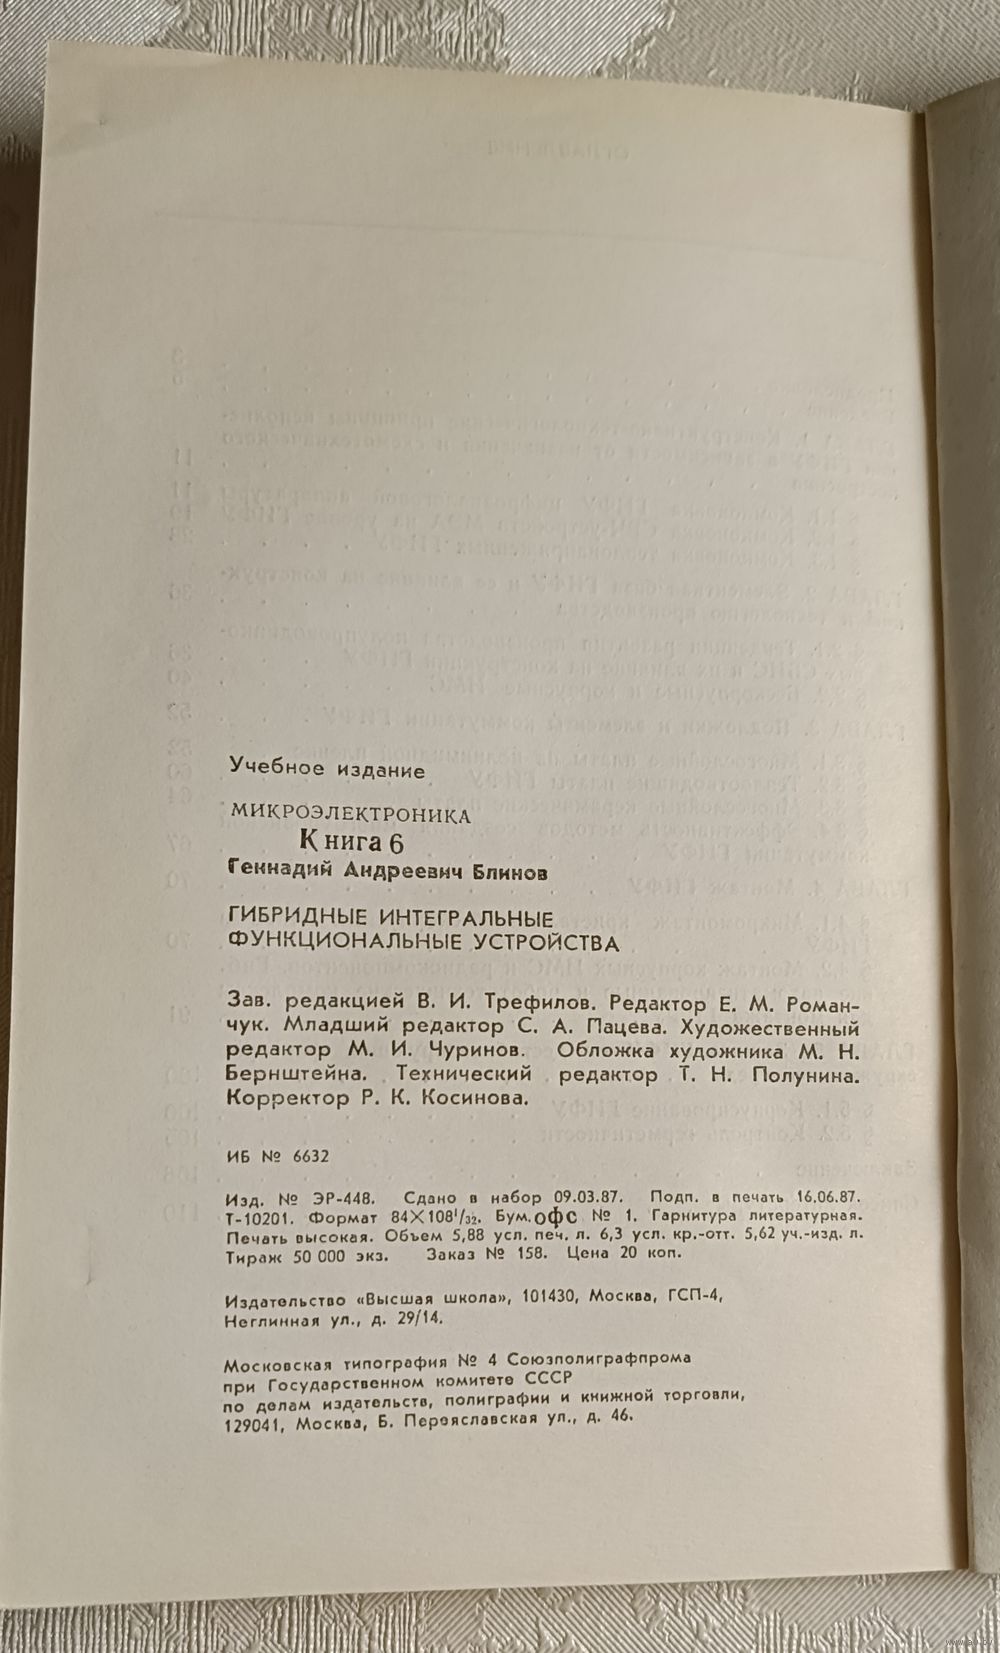 Учебное издание
МИКРОЭЛЕКТРОНИКА
Книга 6
Геннадий Андреевич Блинов
ГИБРИДНЫЕ ИНТЕГРАЛЬНЫЕ
ФУНКЦИОНАЛЬНЫЕ УСТРОЙСТВА
Зав. редакцией В. И. Трефилов. Редактор Е. М. Роман-
чук. Младший редактор С. А. Пацева. Художественный
редактор М. И. Чуринов. Обложка художника М. Н.
Бернштейна. Технический редактор Т. Н. Полунина.
Корректор Р. К. Косинова.
ИБ № 6632
Изд. № ЭР-448. Сдано в набор 09.03.87. Подп. в печать 16.06.87.
Т-10201. Формат 84×108¹/₃₂. Бум. офс № 1. Гарнитура литературная.
Печать высокая. Объем 5,88 усл. печ. л. 6,3 усл. кр.-отт. 5,62 уч.-изд. л.
Тираж 50 000 экз. Заказ № 158. Цена 20 коп.
Издательство «Высшая школа», 101430, Москва, ГСП-4,
Неглинная ул., д. 29/14.
Московская типография № 4 Союзполиграфпрома
при Государственном комитете СССР
по делам издательств, полиграфии и книжной торговли,
129041, Москва, Б. Переяславская ул., д. 46.